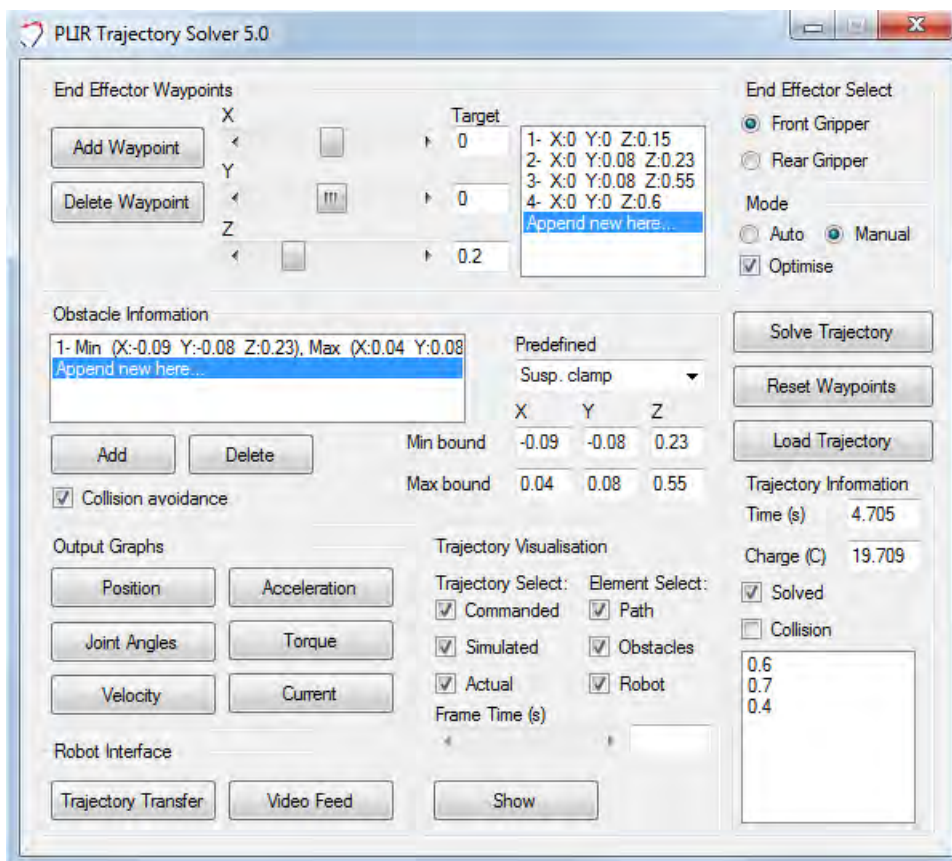 PLIR Trajectory Solver 5.0
End Effector Waypoints
X
Target
Add Waypoint
0
Y
Delete Waypoint
0
Z
0.2
1- X:0 Y:0 Z:0.15
2- X:0 Y:0.08 Z:0.23
3- X:0 Y:0.08 Z:0.55
4- X:0 Y:0 Z:0.6
Append new here...
End Effector Select
Front Gripper
Rear Gripper
Mode
Auto Manual
Optimise
Obstacle Information
1- Min (X:-0.09 Y:-0.08 Z:0.23), Max (X:0.04 Y:0.08
Append new here...
Add Delete
Collision avoidance
Predefined
Susp. clamp
X Y Z
Min bound -0.09 -0.08 0.23
Max bound 0.04 0.08 0.55
Solve Trajectory
Reset Waypoints
Load Trajectory
Trajectory Information
Time (s) 4.705
Charge (C) 19.709
Solved
Collision
0.6
0.7
0.4
Output Graphs
Position Acceleration
Joint Angles Torque
Velocity Current
Robot Interface
Trajectory Transfer Video Feed
Trajectory Visualisation
Trajectory Select: Element Select:
Commanded Path
Simulated Obstacles
Actual Robot
Frame Time (s)
Show